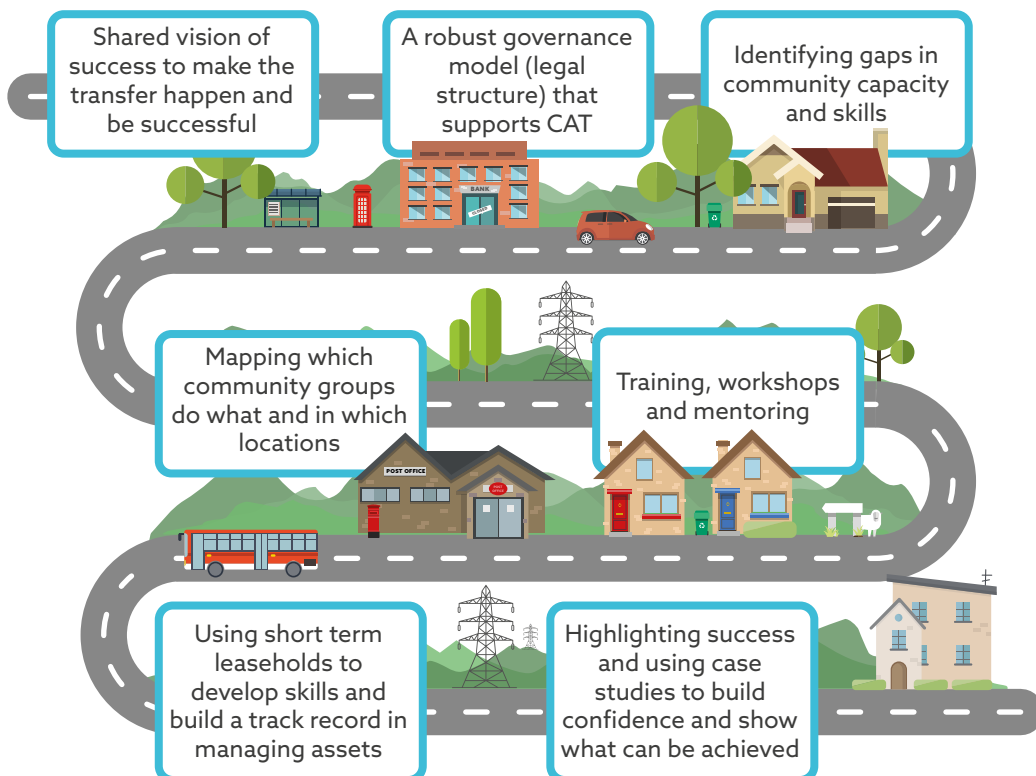 Shared vision of
success to make the
transfer happen and
be successful
A robust governance
model (legal
structure) that
supports CAT
Identifying gaps in
community capacity
and skills
BANK
CLOSED
Mapping which
community groups
do what and in which
locations
Training, workshops
and mentoring
POST OFFICE
POST
OFFICE
Using short term
leaseholds to
develop skills and
build a track record in
managing assets
Highlighting success
and using case
studies to build
confidence and show
what can be achieved